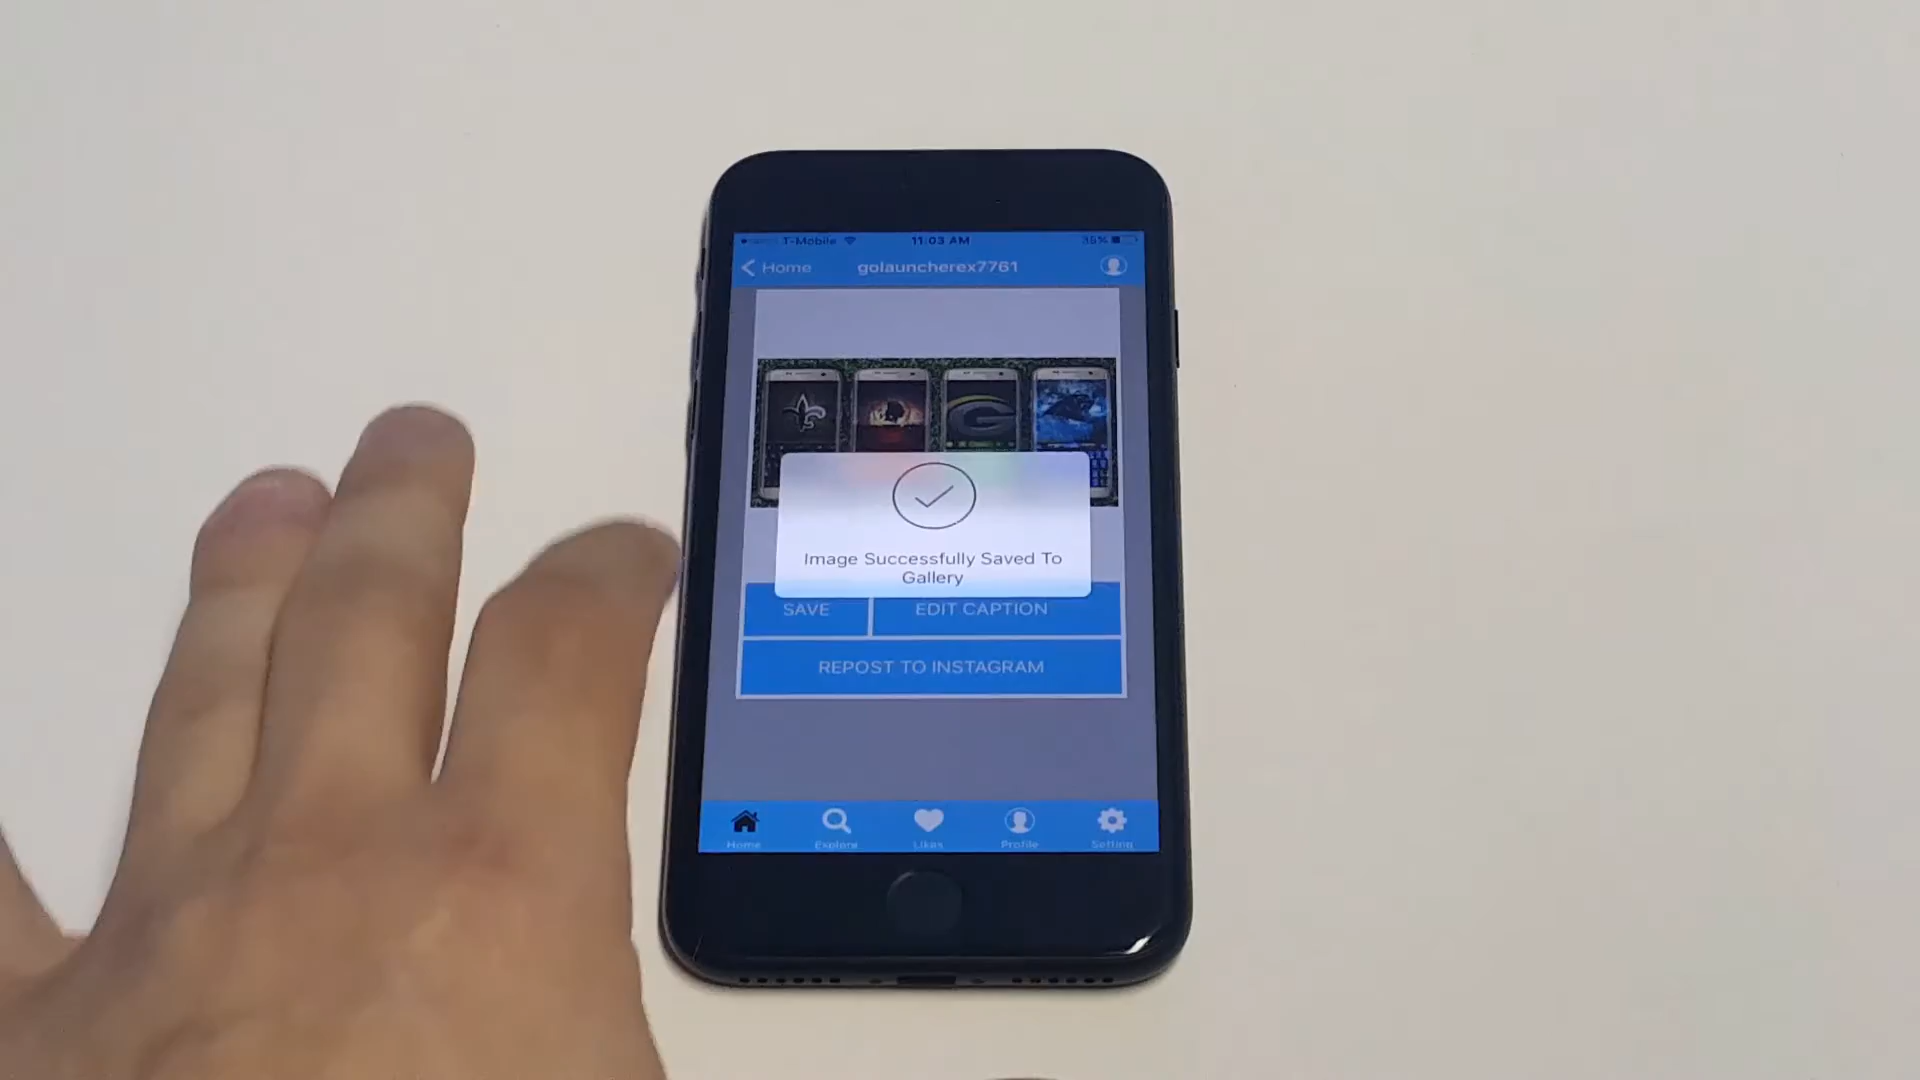 T-Mobile 11:03 AM 35%
Home golauncherex7761
G
Image Successfully Saved To
Gallery
SAVE EDIT CAPTION
REPOST TO INSTAGRAM
Home Explore Likes Profile Setting